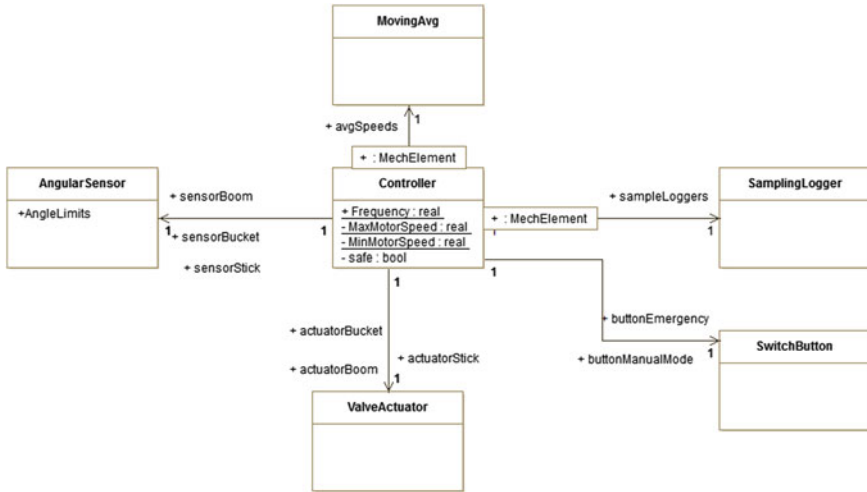 MovingAvg
1
+ avgSpeeds
+ : MechElement
AngularSensor
+AngleLimits
+ sensorBoom
1
+ sensorBucket
+ sensorStick
1
Controller
+ Frequency : real
- MaxMotorSpeed : real
- MinMotorSpeed : real
- safe : bool
+ : MechElement
1
+ sampleLoggers
1
SamplingLogger
1
1
+ buttonEmergency
1
+ buttonManualMode
SwitchButton
+ actuatorBucket
+ actuatorStick
+ actuatorBoom
1
ValveActuator